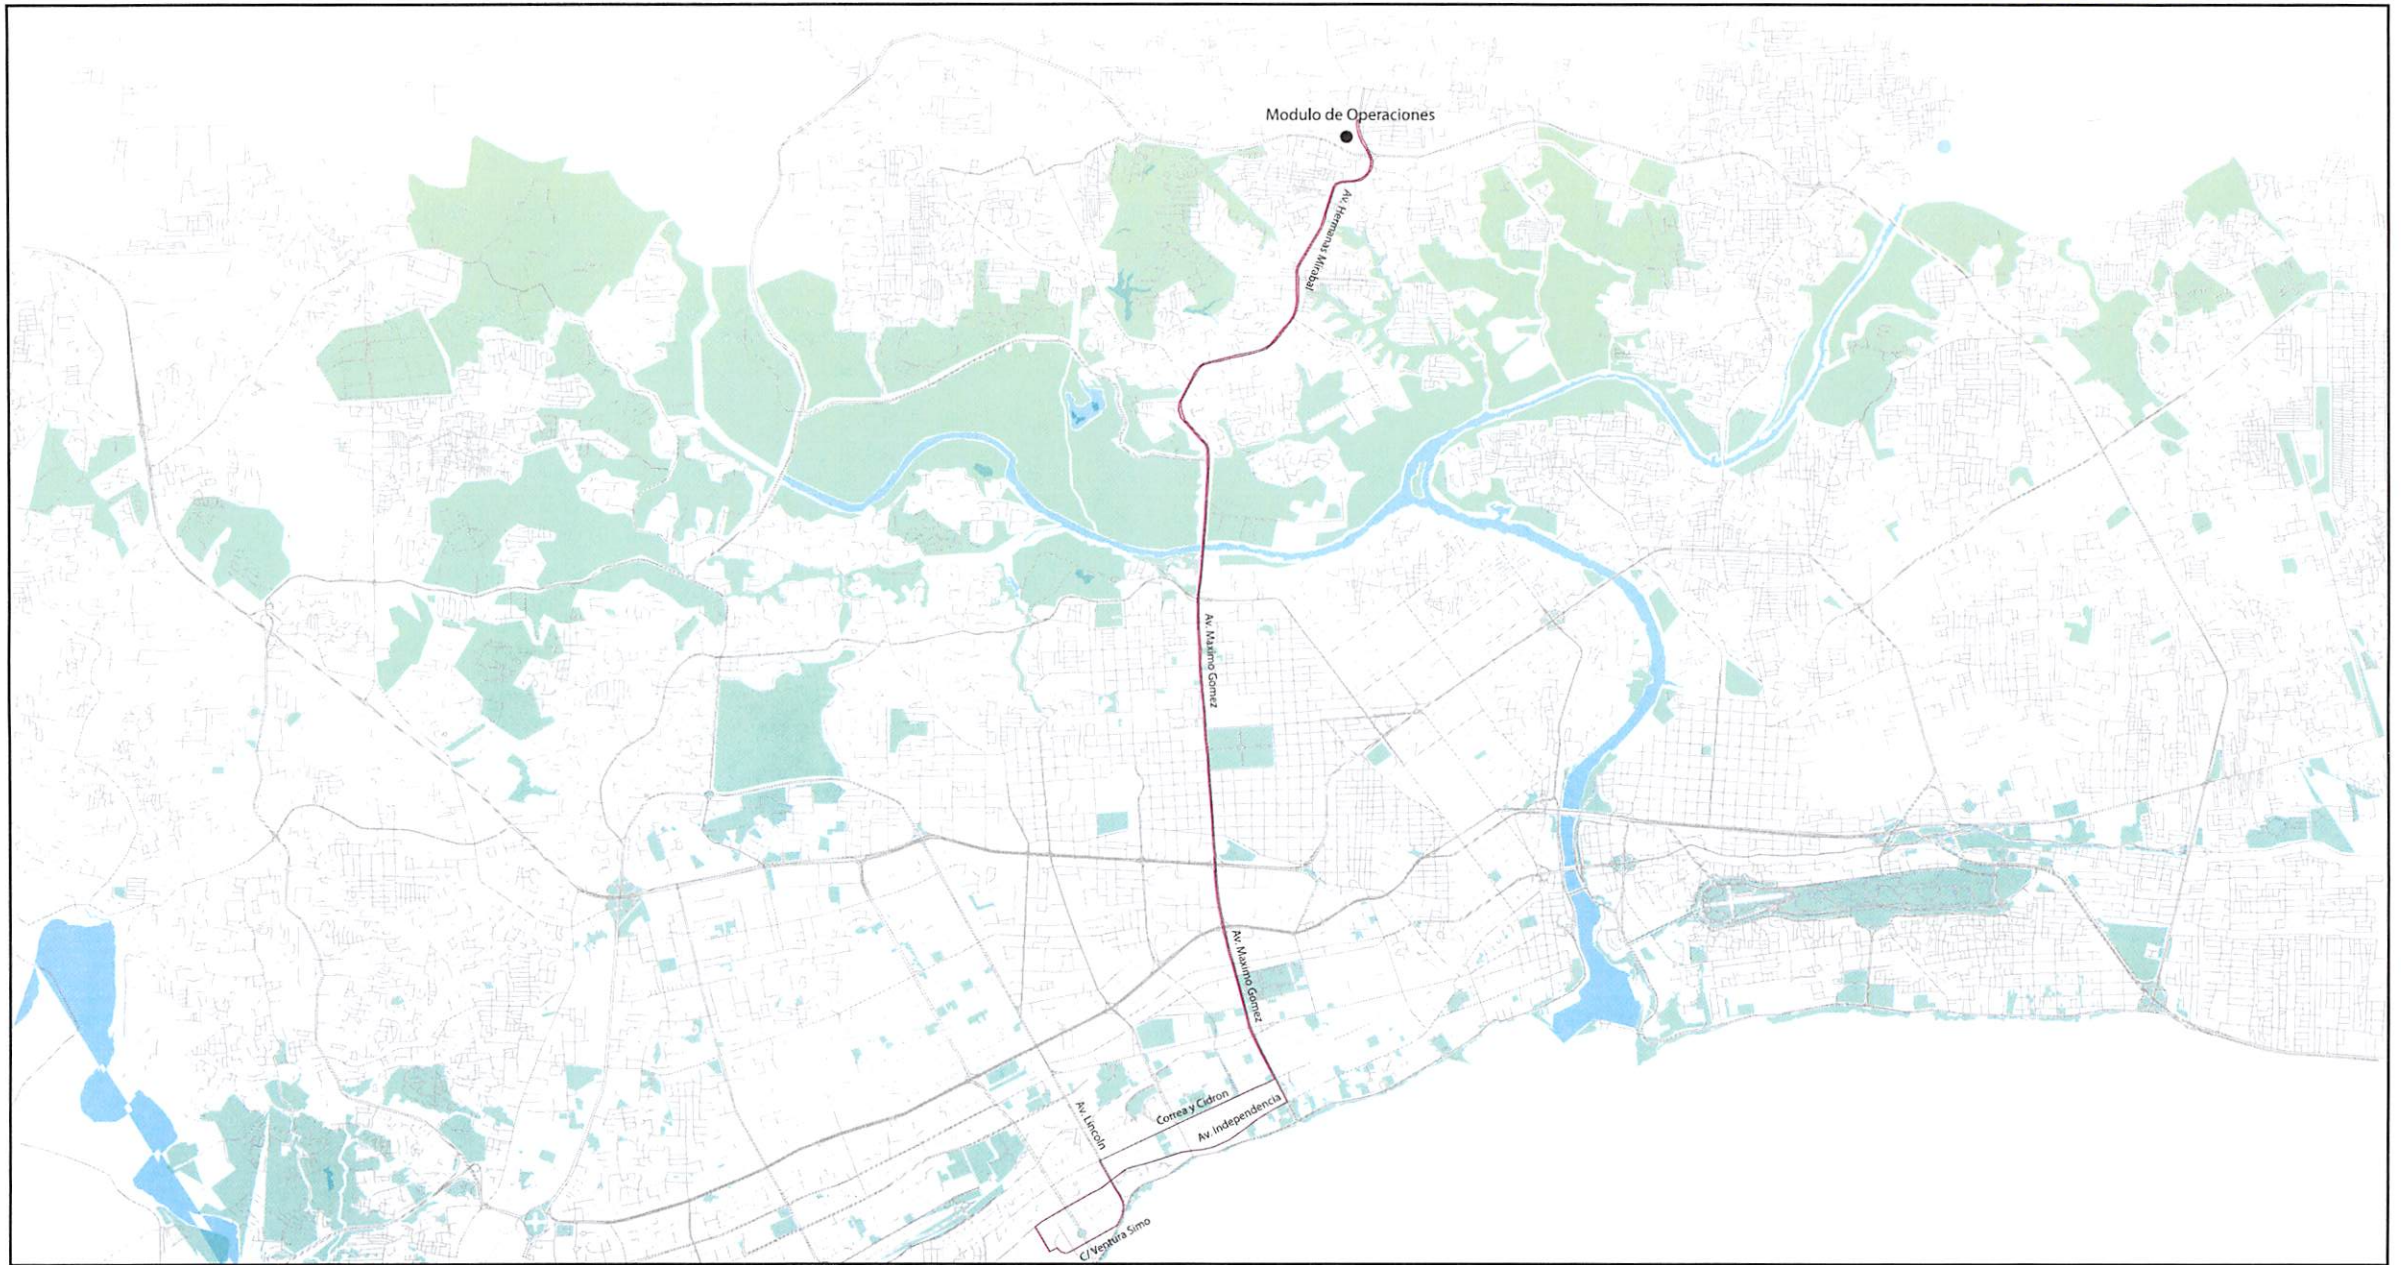 Modulo de Operaciones
Av. Hermanas Mirabal
Av. Maximo Gomez
Av. Maximo Gomez
Correa y Cidron
Av. Independencia
Av. Lincoln
C/ Ventura Simo